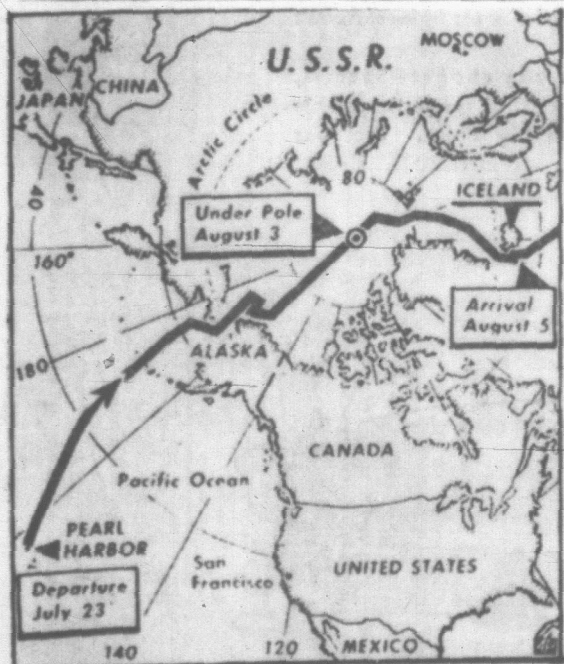 MOSCOW
U.S.S.R.
CHINA
JAPAN
Arctic Circle
80
ICELAND
40
Under Pole
August 3
160°
Arrival
August 5
ALASKA
180
CANADA
Pacific Ocean
PEARL
HARBOR
San
Francisco
UNITED STATES
Departure
July 23
140
120
MEXICO